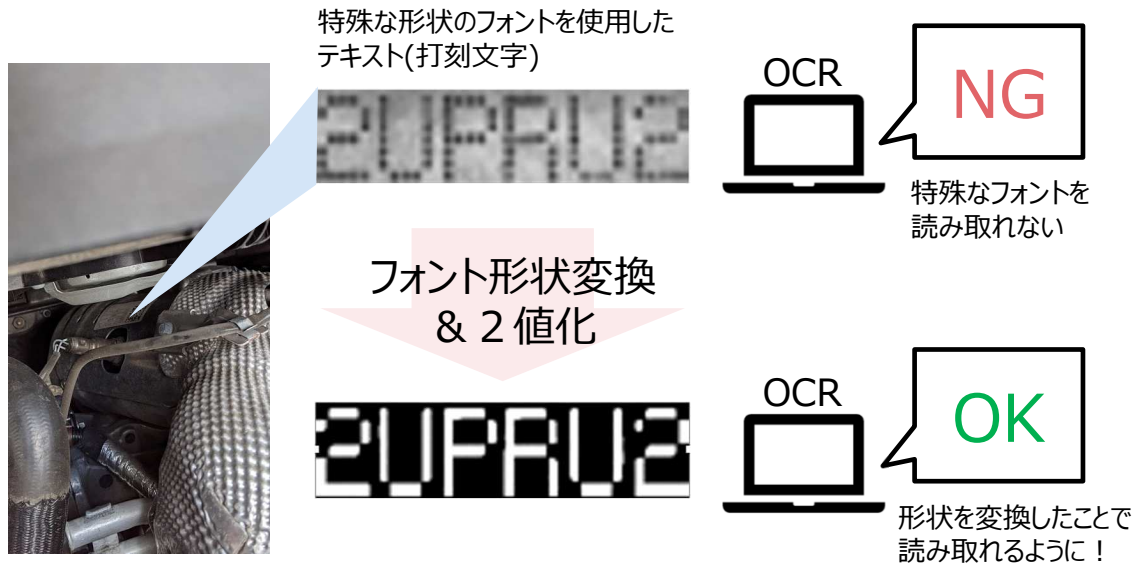 特殊な形状のフォントを使用した
テキスト(打刻文字)
2UPRU2
OCR
NG
特殊なフォントを
読み取れない
フォント形状変換
& 2 値化
2UPRU2
OCR
OK
形状を変換したことで
読み取れるように!